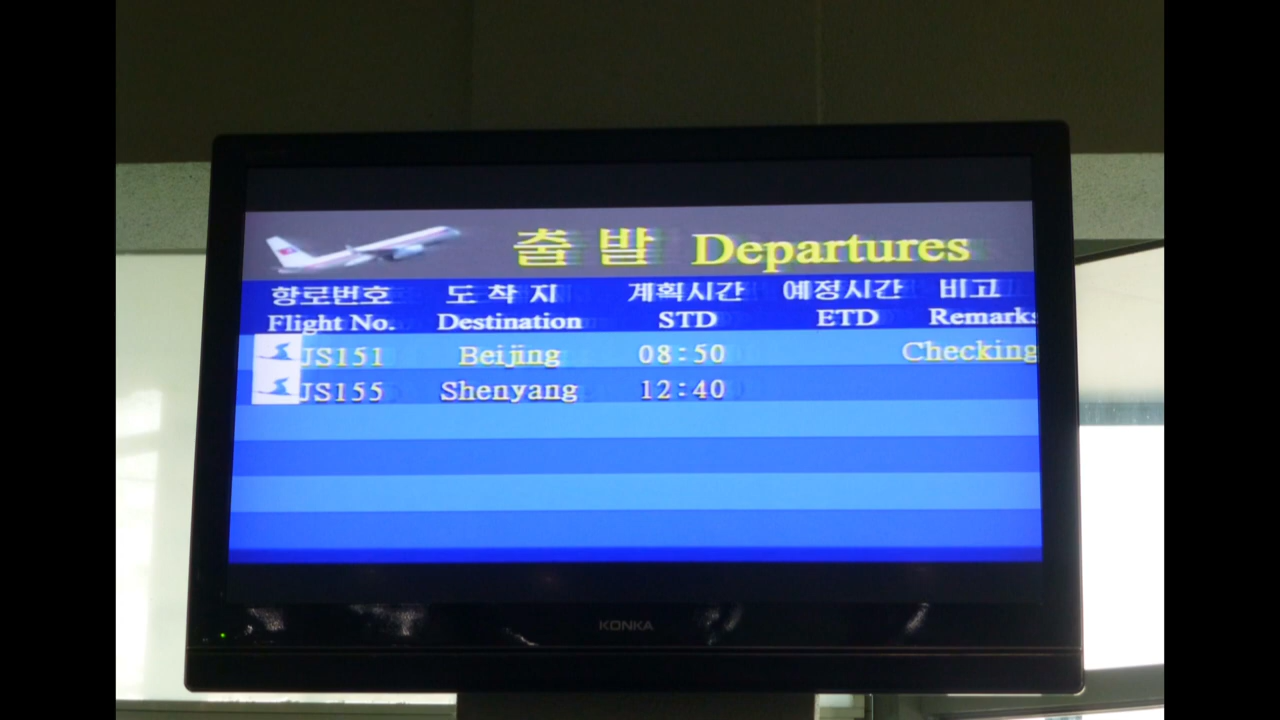 출 발 Departures
항로번호 도 착 지 계획시간 예정시간 비고
Flight No. Destination STD ETD Remarks
JS151 Beijing 08:50 Checking
JS155 Shenyang 12:40
KONKA